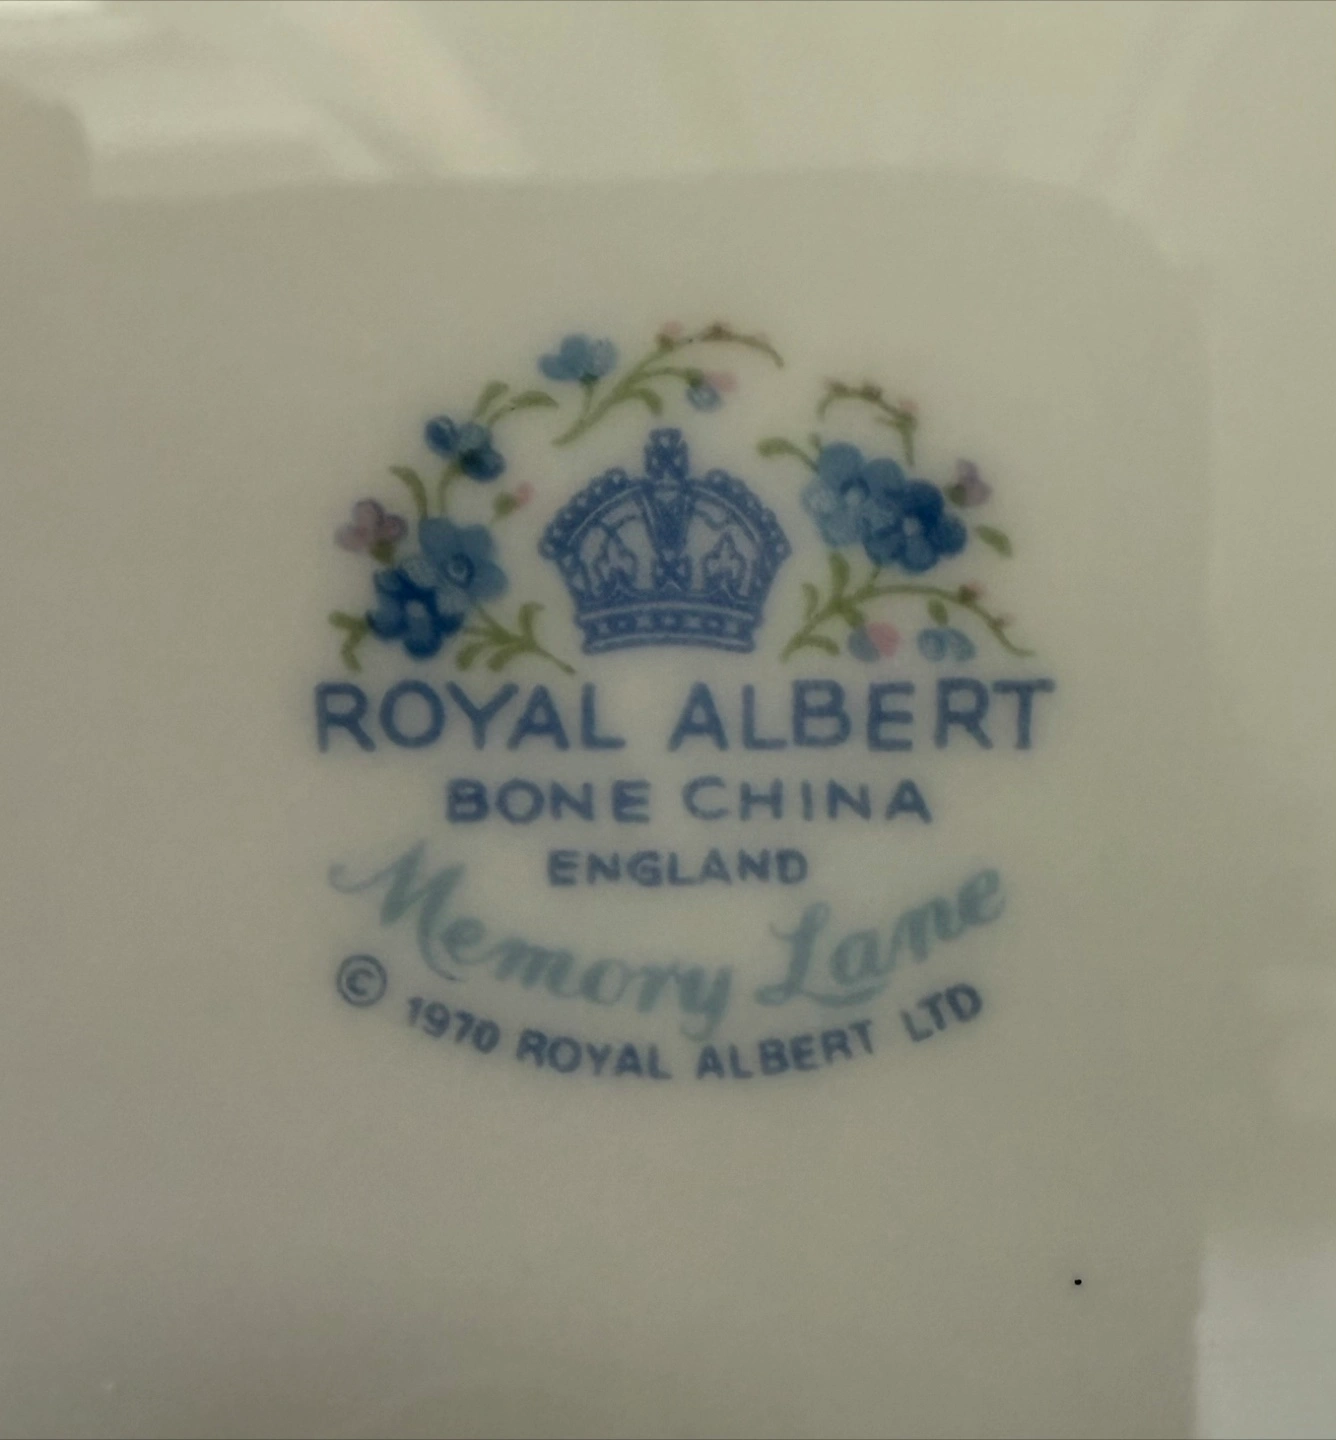 ROYAL ALBERT
BONE CHINA
ENGLAND
Memory Lane
© 1970 ROYAL ALBERT LTD